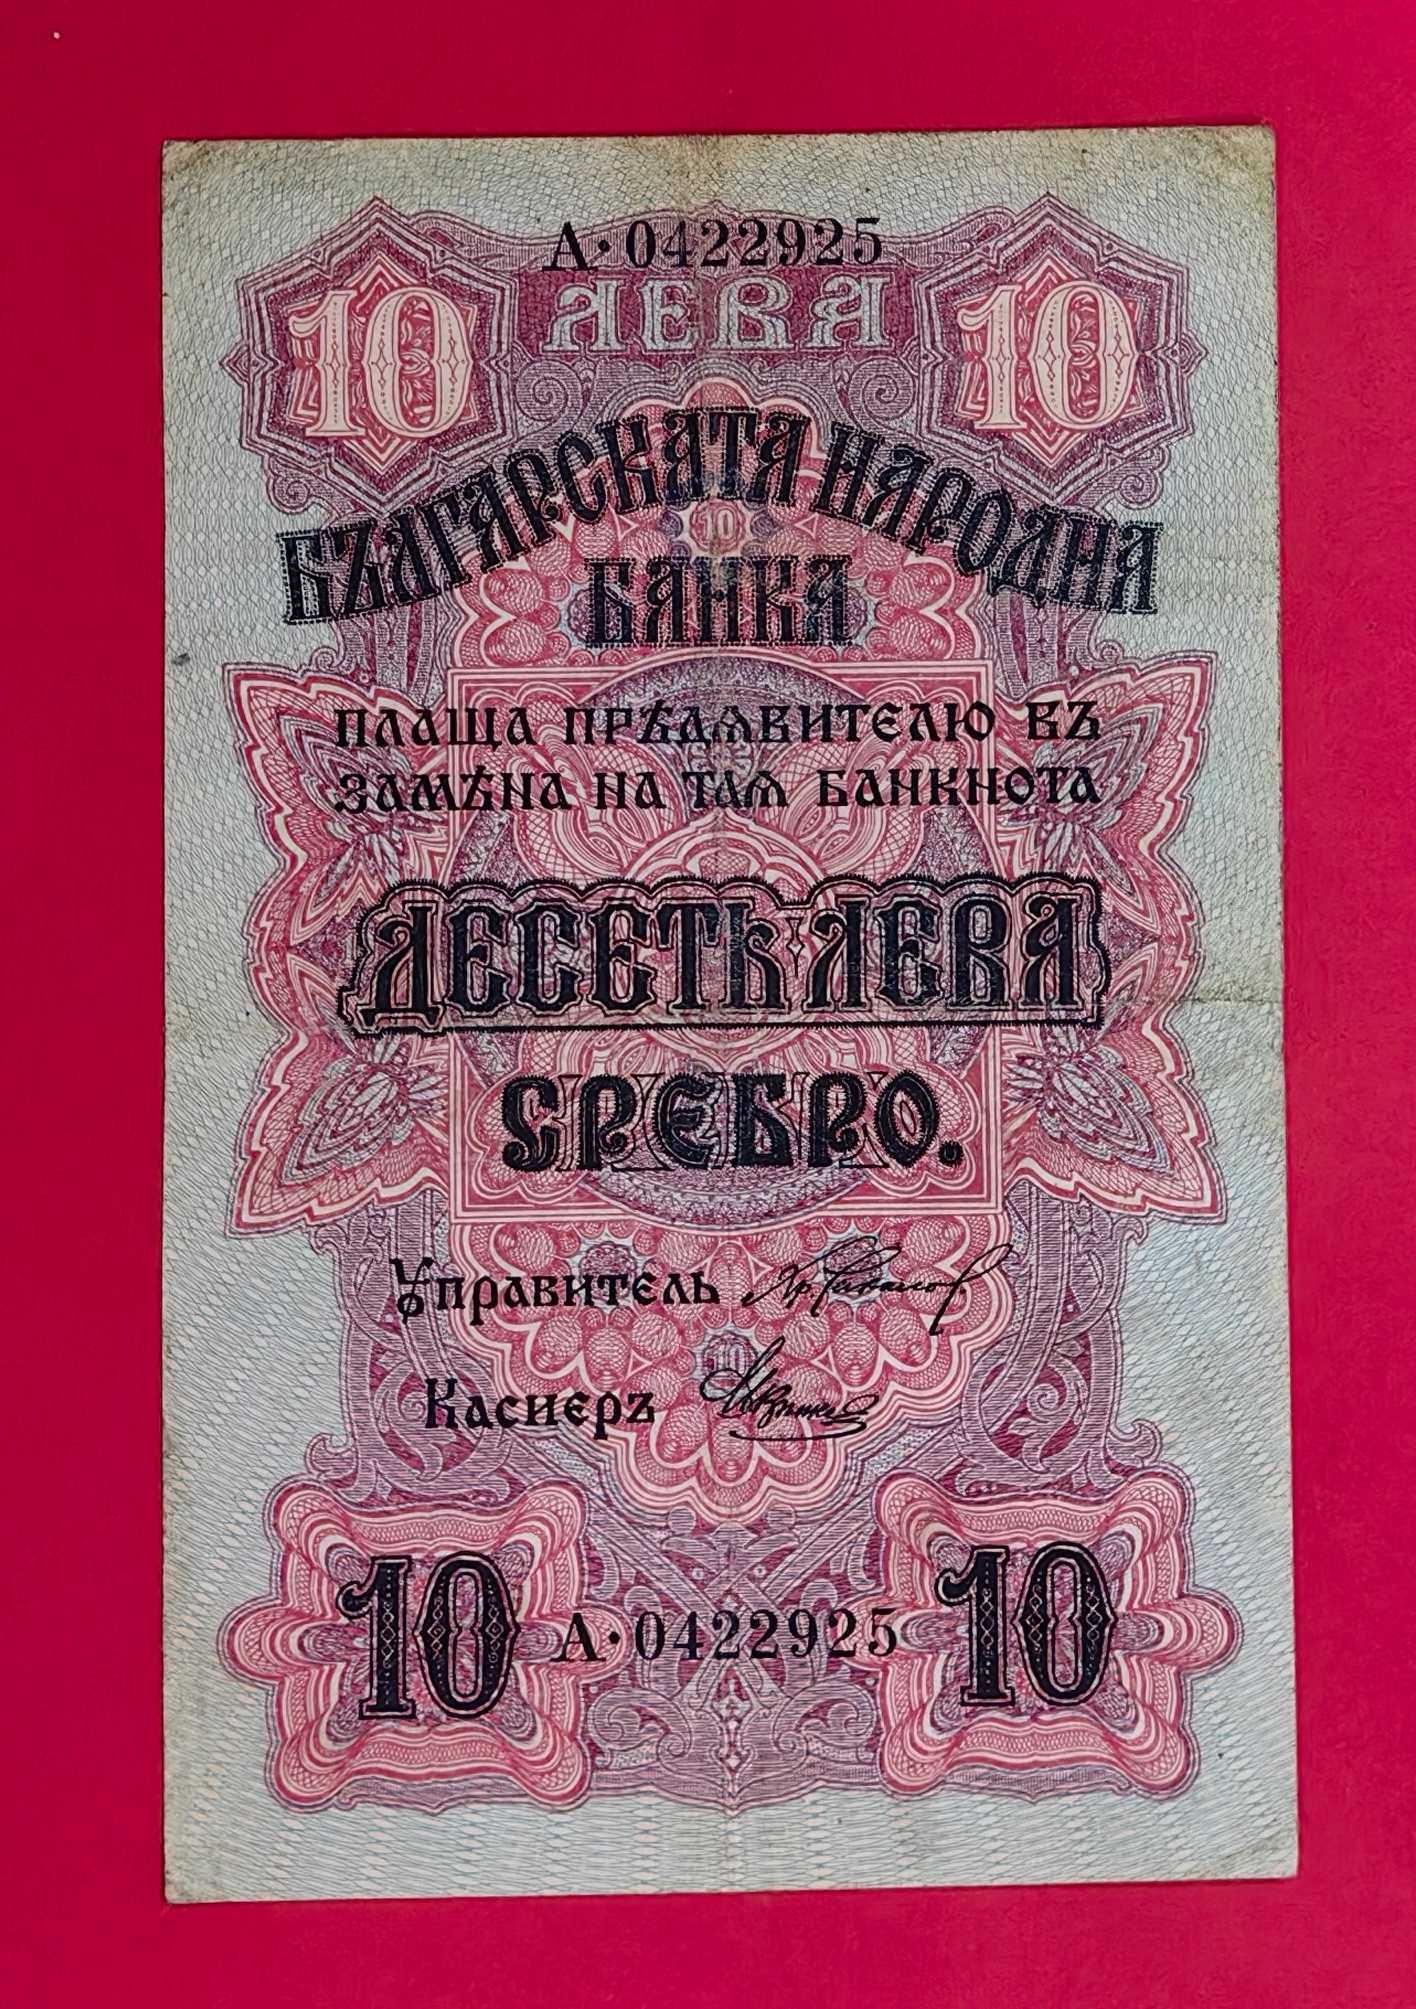 А·0422925
10 ЛЕВА 10
БЪЛГАРСКАТА НАРОДНА
10
БАНКА
ПЛАЩА ПРѢДЯВИТЕЛЮ ВЪ
ЗАМѢНА НА ТАЯ БАНКНОТА
ДЕСЕТЬ ЛЕВА
СРЕБРО.
Управитель
10
Касиеръ
10 А·0422925 10